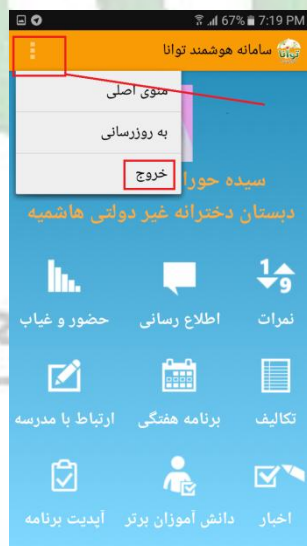 67% 7:19 PM
سامانه هوشمند توانا
منوی اصلی
به روزرسانی
خروج
سیده حورا
دبستان دخترانه غیر دولتی هاشمیه
نمرات
اطلاع رسانی
حضور و غیاب
تکالیف
برنامه هفتگی
ارتباط با مدرسه
اخبار
دانش آموزان برتر
آپدیت برنامه